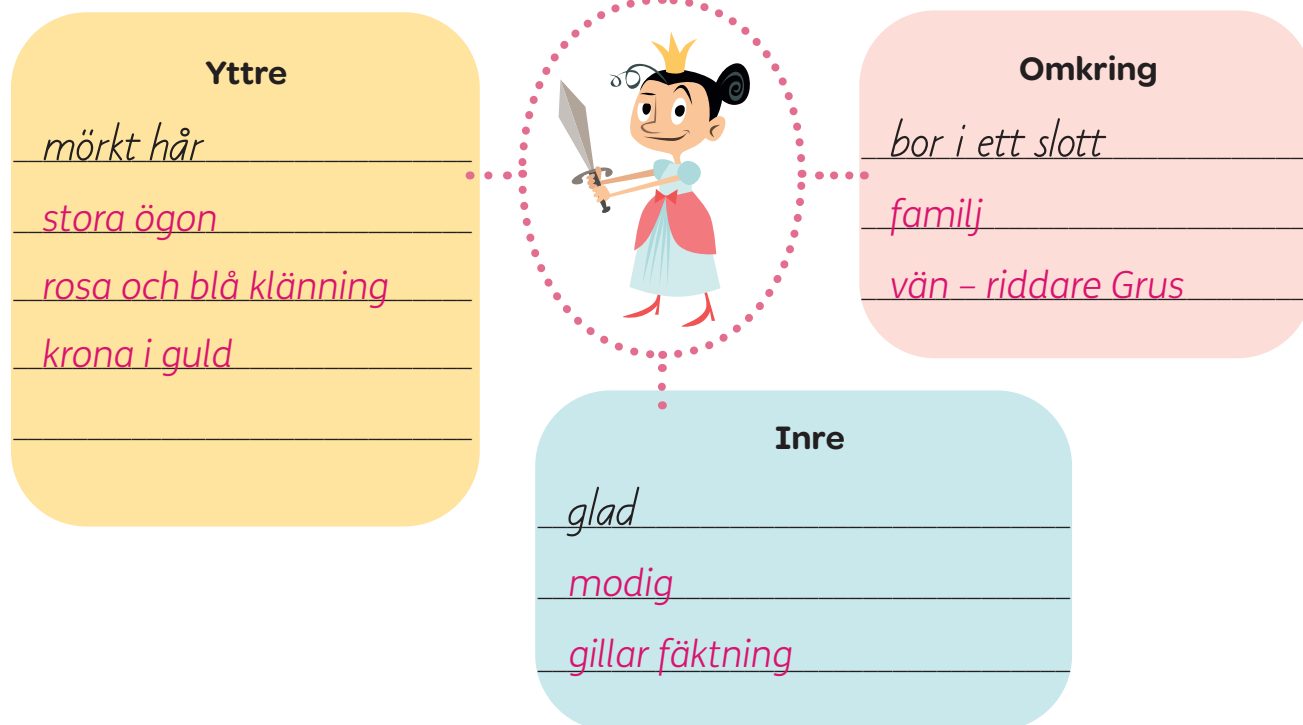 Yttre
mörkt hår
stora ögon
rosa och blå klänning
krona i guld
Omkring
bor i ett slott
familj
vän – riddare Grus
Inre
glad
modig
gillar fäktning